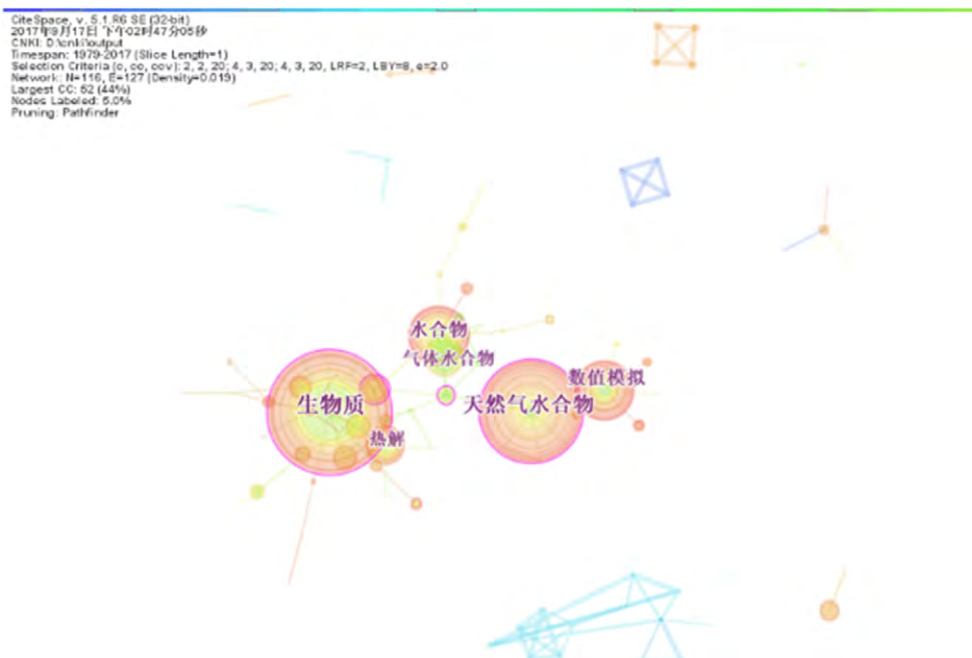 CiteSpace, v. 5.1.R6 SE (32-bit)
2017年9月17日 下午02时47分05秒
CNKI: D:\cnki\output
Timespan: 1979-2017 (Slice Length=1)
Selection Criteria (c, cc, ccv): 2, 2, 20; 4, 3, 20; 4, 3, 20, LRF=2, LBY=8, e=2.0
Network: N=116, E=127 (Density=0.019)
Largest CC: 52 (44%)
Nodes Labeled: 5.0%
Pruning: Pathfinder
水合物
气体水合物
数值模拟
生物质
天然气水合物
热解